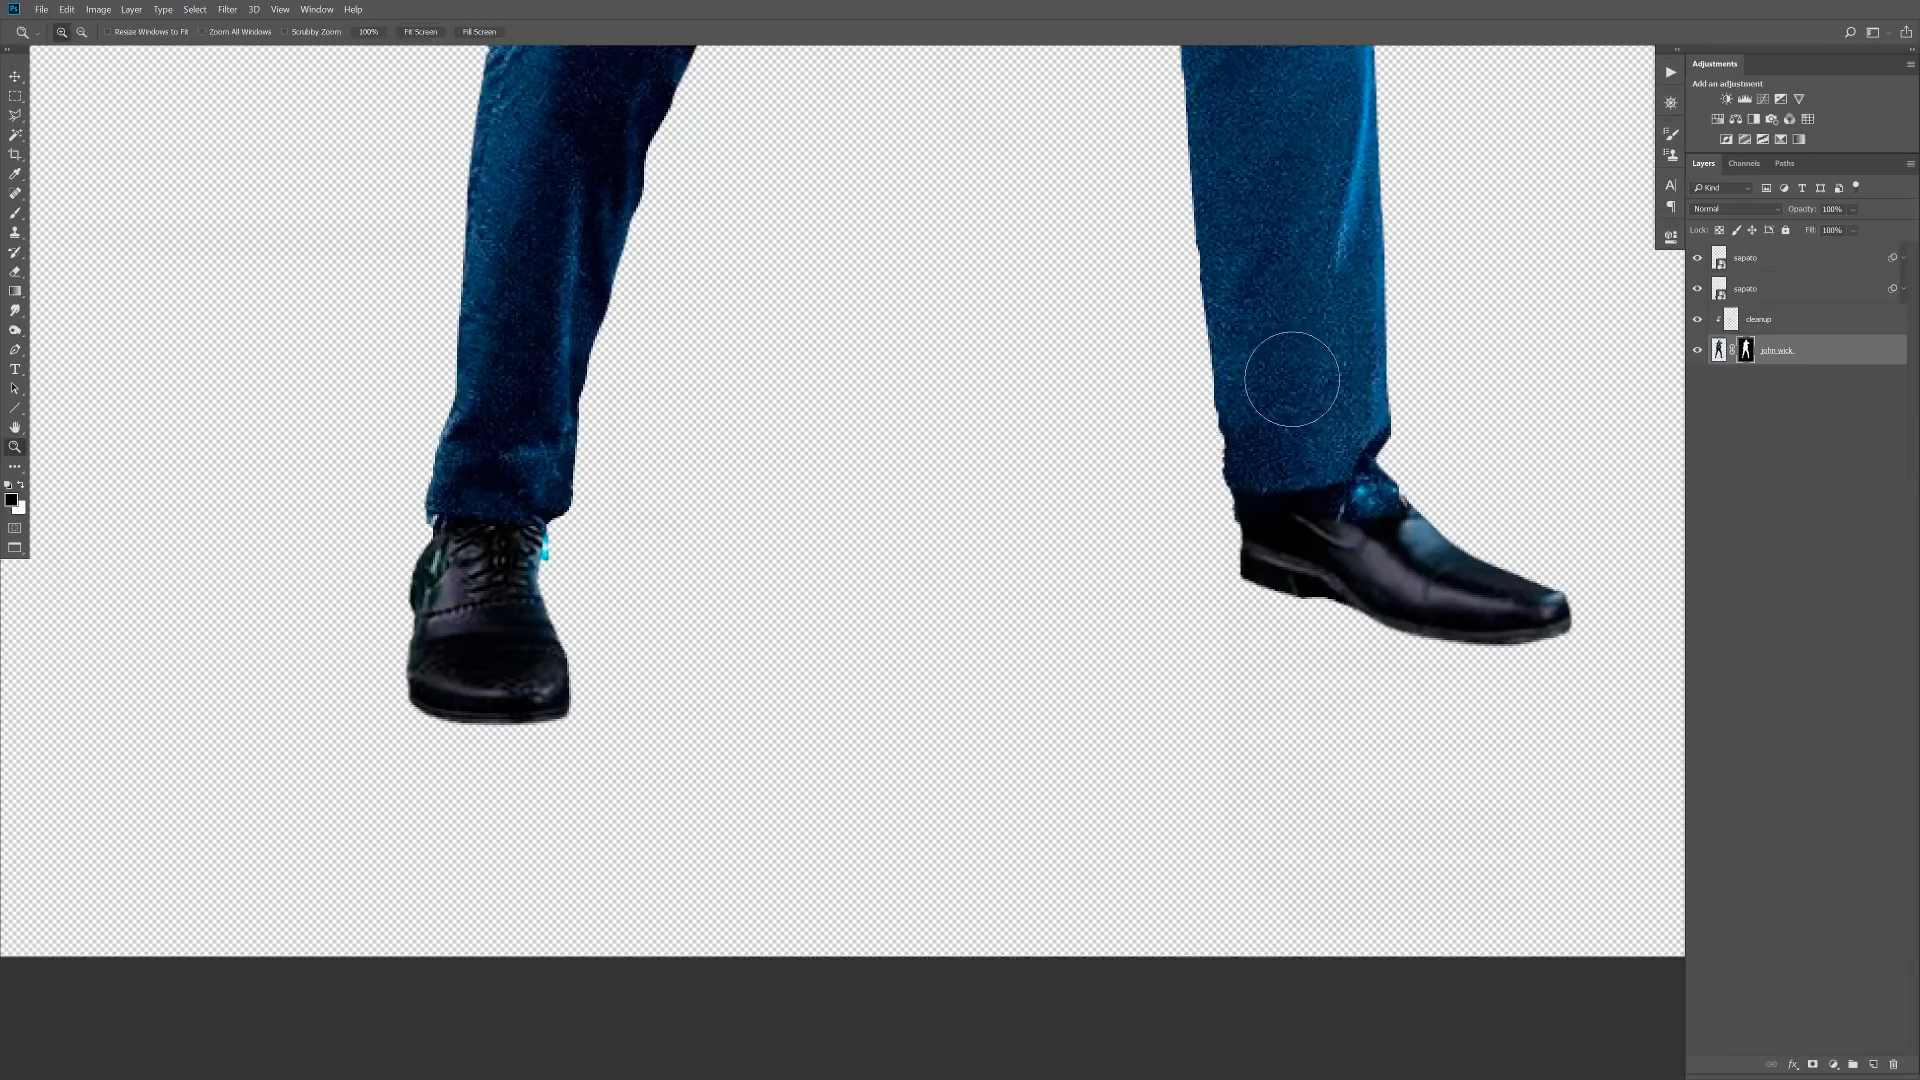 Ps File Edit Image Layer Type Select Filter 3D View Window Help
Resize Windows to Fit Zoom All Windows Scrubby Zoom 100% Fit Screen Fill Screen
Adjustments
Add an adjustment
Layers Channels Paths
Kind
Normal Opacity: 100%
Lock: Fill: 100%
sapato
sapato
cleanup
john wick